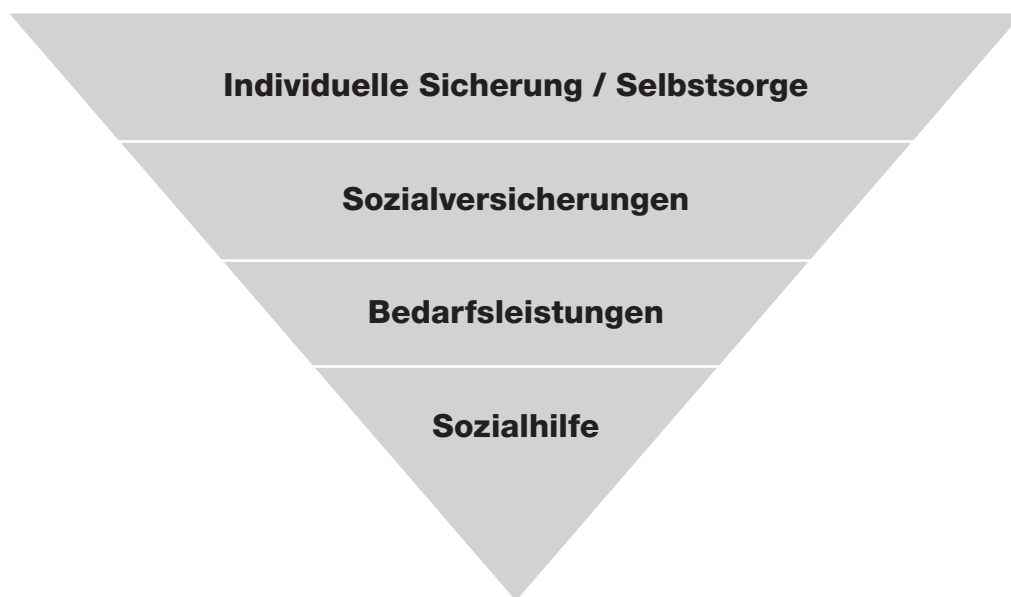 Individuelle Sicherung / Selbstsorge
Sozialversicherungen
Bedarfsleistungen
Sozialhilfe